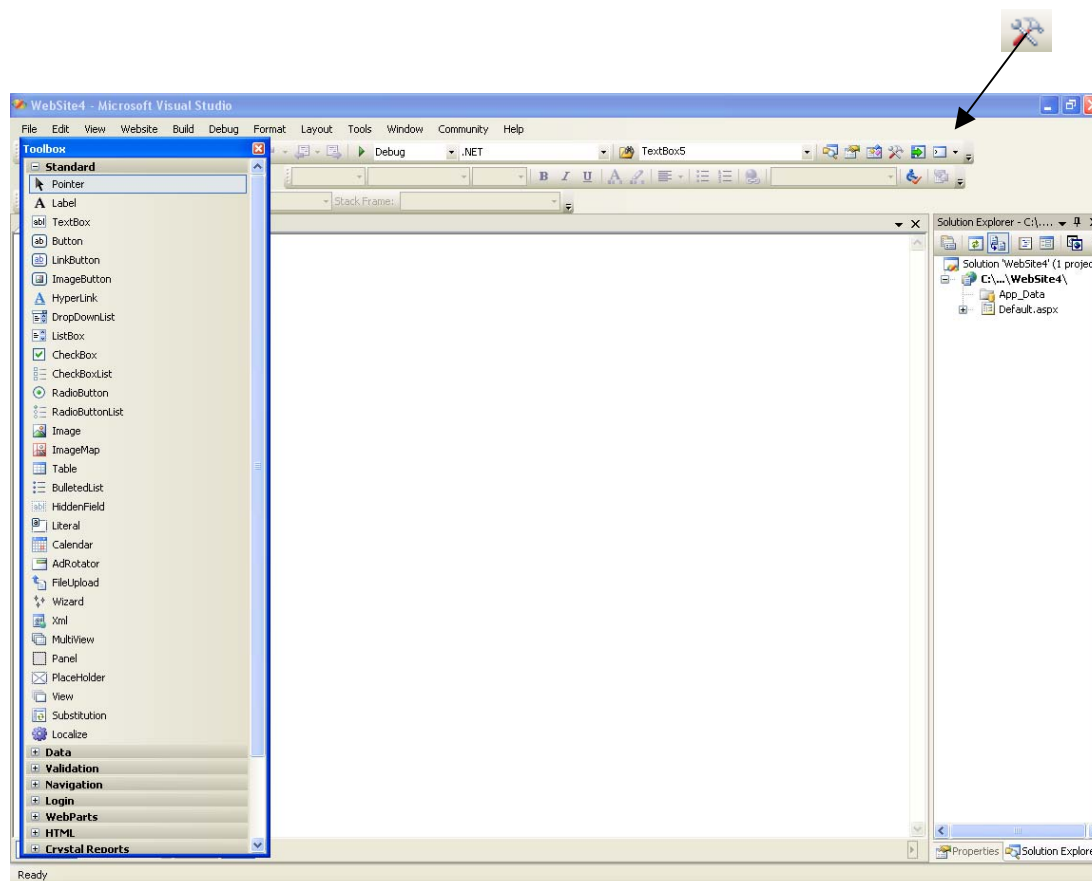 WebSite4 - Microsoft Visual Studio
File Edit View Website Build Debug Format Layout Tools Window Community Help
Toolbox
Debug .NET TextBox5
Standard
Pointer
B I U A
Label
Stack Frame:
TextBox
Solution Explorer - C:\....
Button
LinkButton
Solution 'WebSite4' (1 projec
ImageButton
C:\...\WebSite4\
HyperLink
App_Data
DropDownList
Default.aspx
ListBox
CheckBox
CheckBoxList
RadioButton
RadioButtonList
Image
ImageMap
Table
BulletedList
HiddenField
Literal
Calendar
AdRotator
FileUpload
Wizard
Xml
MultiView
Panel
PlaceHolder
View
Substitution
Localize
Data
Validation
Navigation
Login
WebParts
HTML
Crystal Reports
Properties Solution Explore
Ready